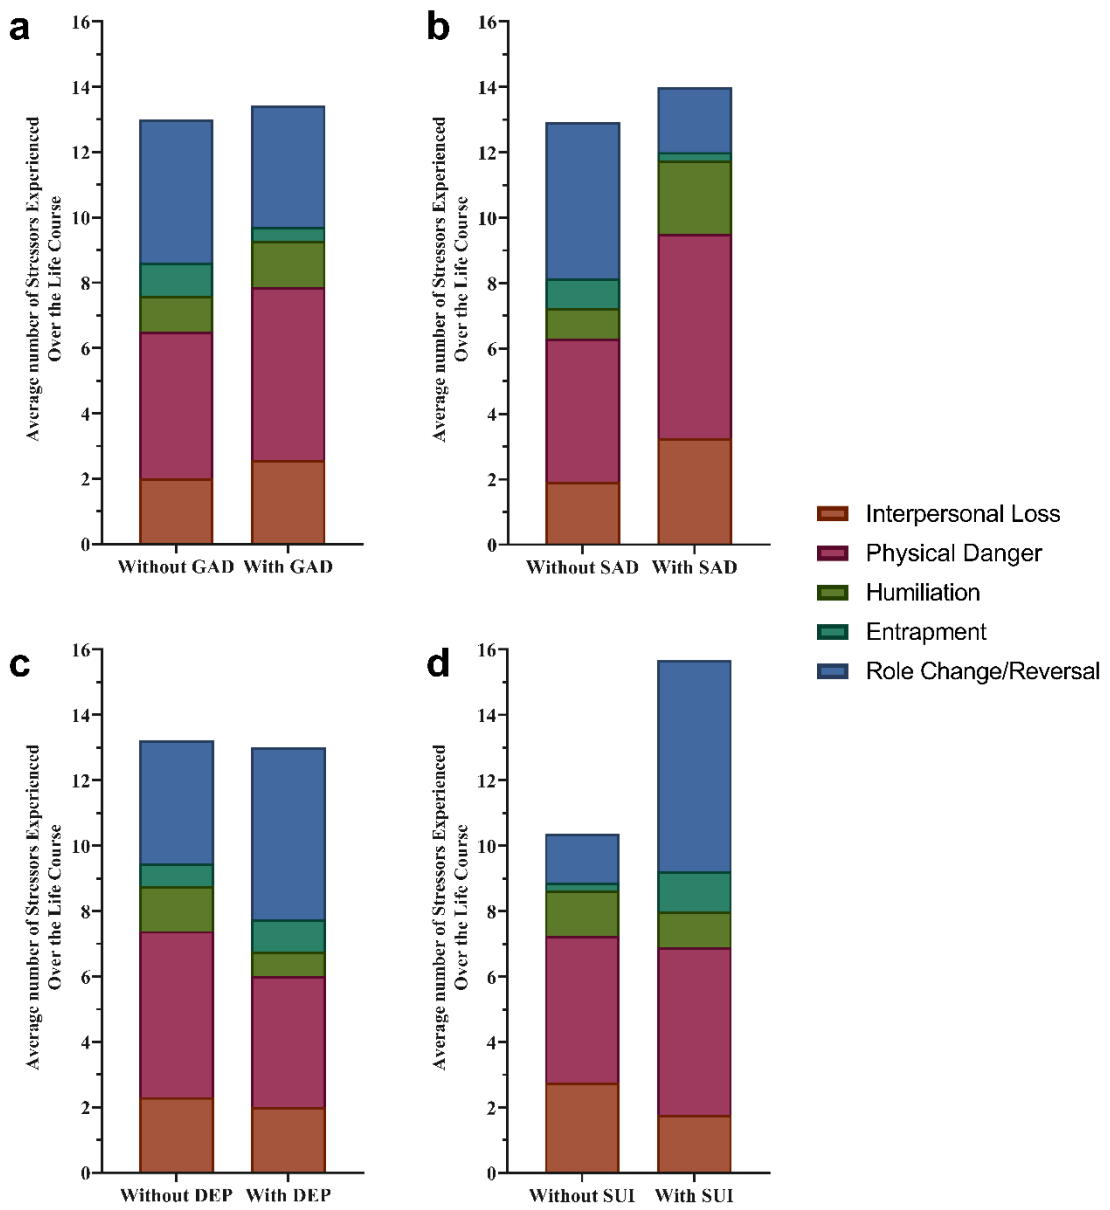 a
16
14
12
10
8
6
4
2
0
Average number of Stressors Experienced
Over the Life Course
Without GAD With GAD
b
16
14
12
10
8
6
4
2
0
Average number of Stressors Experienced
Over the Life Course
Without SAD With SAD
Interpersonal Loss
Physical Danger
Humiliation
Entrapment
Role Change/Reversal
c
16
14
12
10
8
6
4
2
0
Average number of Stressors Experienced
Over the Life Course
Without DEP With DEP
d
16
14
12
10
8
6
4
2
0
Average number of Stressors Experienced
Over the Life Course
Without SUI With SUI